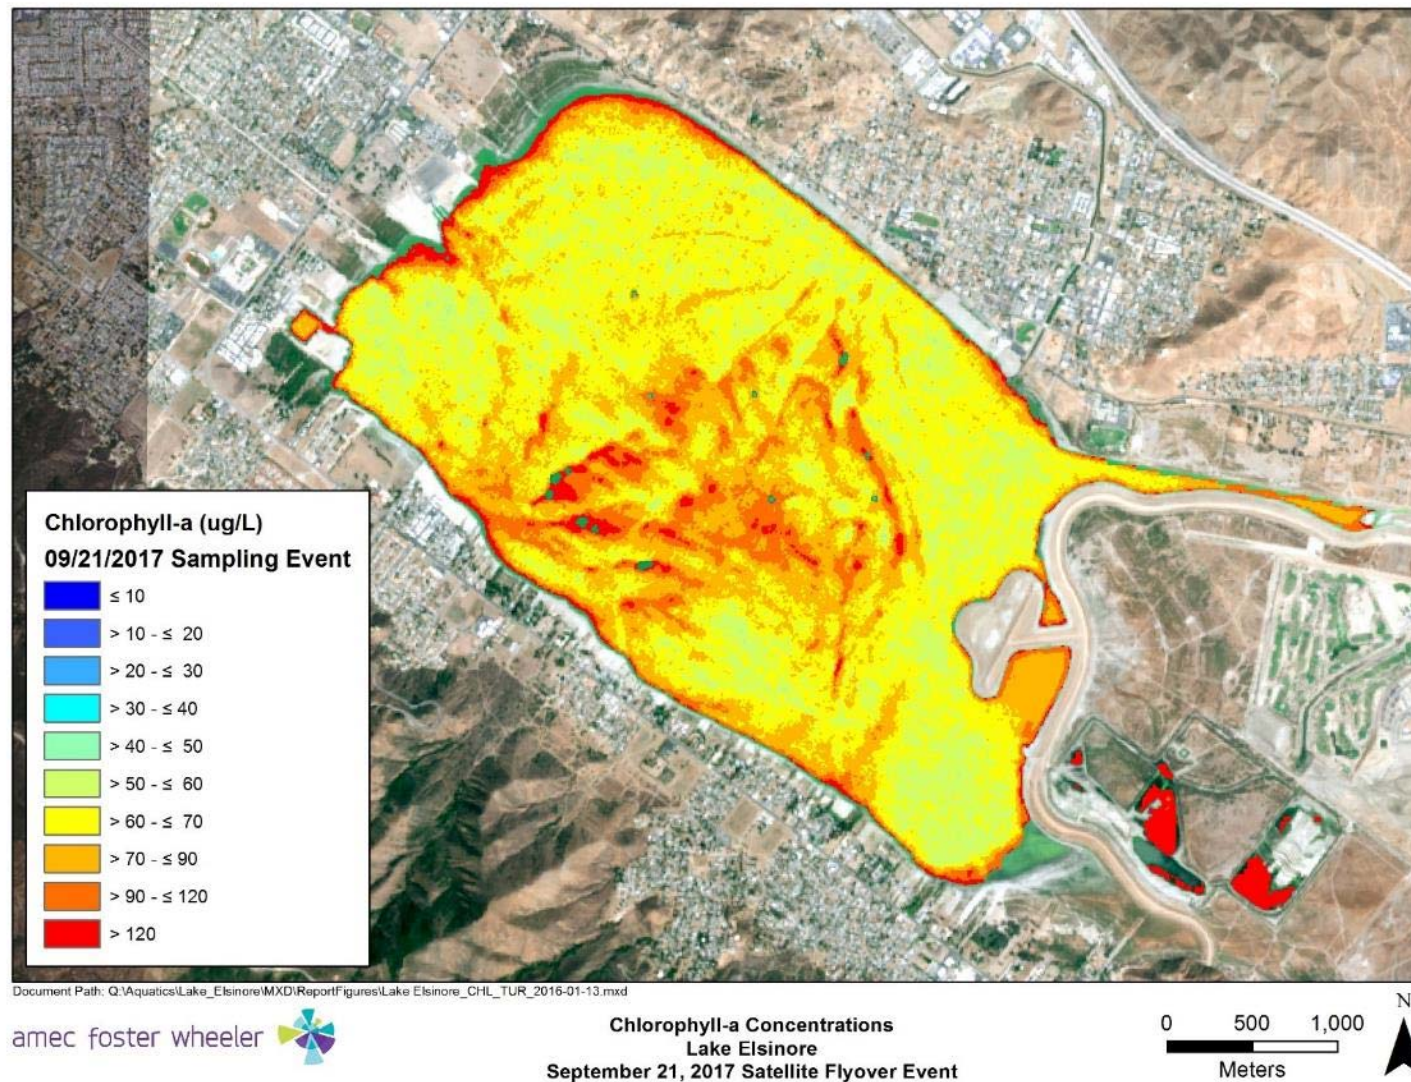 Chlorophyll-a (ug/L)
09/21/2017 Sampling Event
≤ 10
> 10 - ≤ 20
> 20 - ≤ 30
> 30 - ≤ 40
> 40 - ≤ 50
> 50 - ≤ 60
> 60 - ≤ 70
> 70 - ≤ 90
> 90 - ≤ 120
> 120
Document Path: Q:\Aquatics\Lake_Elsinore\MXD\ReportFigures\Lake Elsinore_CHL_TUR_2016-01-13.mxd
amec foster wheeler
Chlorophyll-a Concentrations
Lake Elsinore
September 21, 2017 Satellite Flyover Event
0 500 1,000
Meters
N